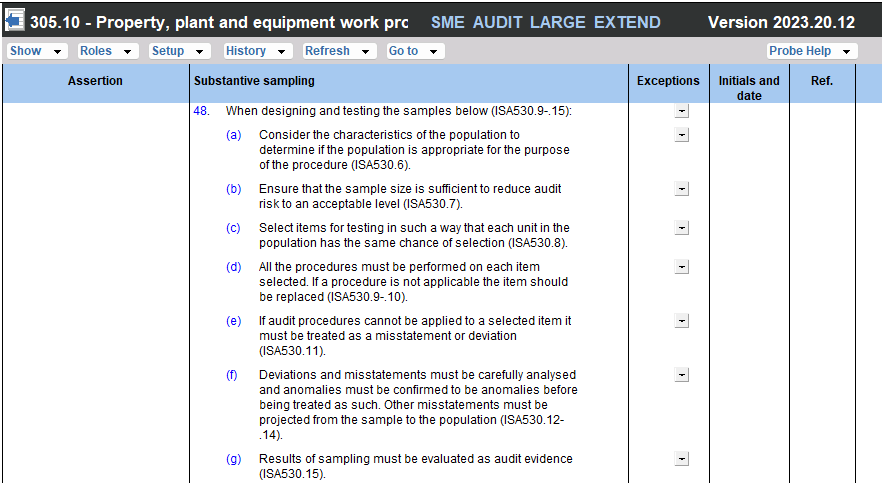 305.10 - Property, plant and equipment work pro SME AUDIT LARGE EXTEND Version 2023.20.12
Show Roles Setup History Refresh Go to Probe Help
Assertion Substantive sampling Exceptions Initials and date Ref.
48. When designing and testing the samples below (ISA530.9-.15):
(a) Consider the characteristics of the population to
determine if the population is appropriate for the purpose
of the procedure (ISA530.6).
(b) Ensure that the sample size is sufficient to reduce audit
risk to an acceptable level (ISA530.7).
(c) Select items for testing in such a way that each unit in the
population has the same chance of selection (ISA530.8).
(d) All the procedures must be performed on each item
selected. If a procedure is not applicable the item should
be replaced (ISA530.9-.10).
(e) If audit procedures cannot be applied to a selected item it
must be treated as a misstatement or deviation
(ISA530.11).
(f) Deviations and misstatements must be carefully analysed
and anomalies must be confirmed to be anomalies before
being treated as such. Other misstatements must be
projected from the sample to the population (ISA530.12-
.14).
(g) Results of sampling must be evaluated as audit evidence
(ISA530.15).